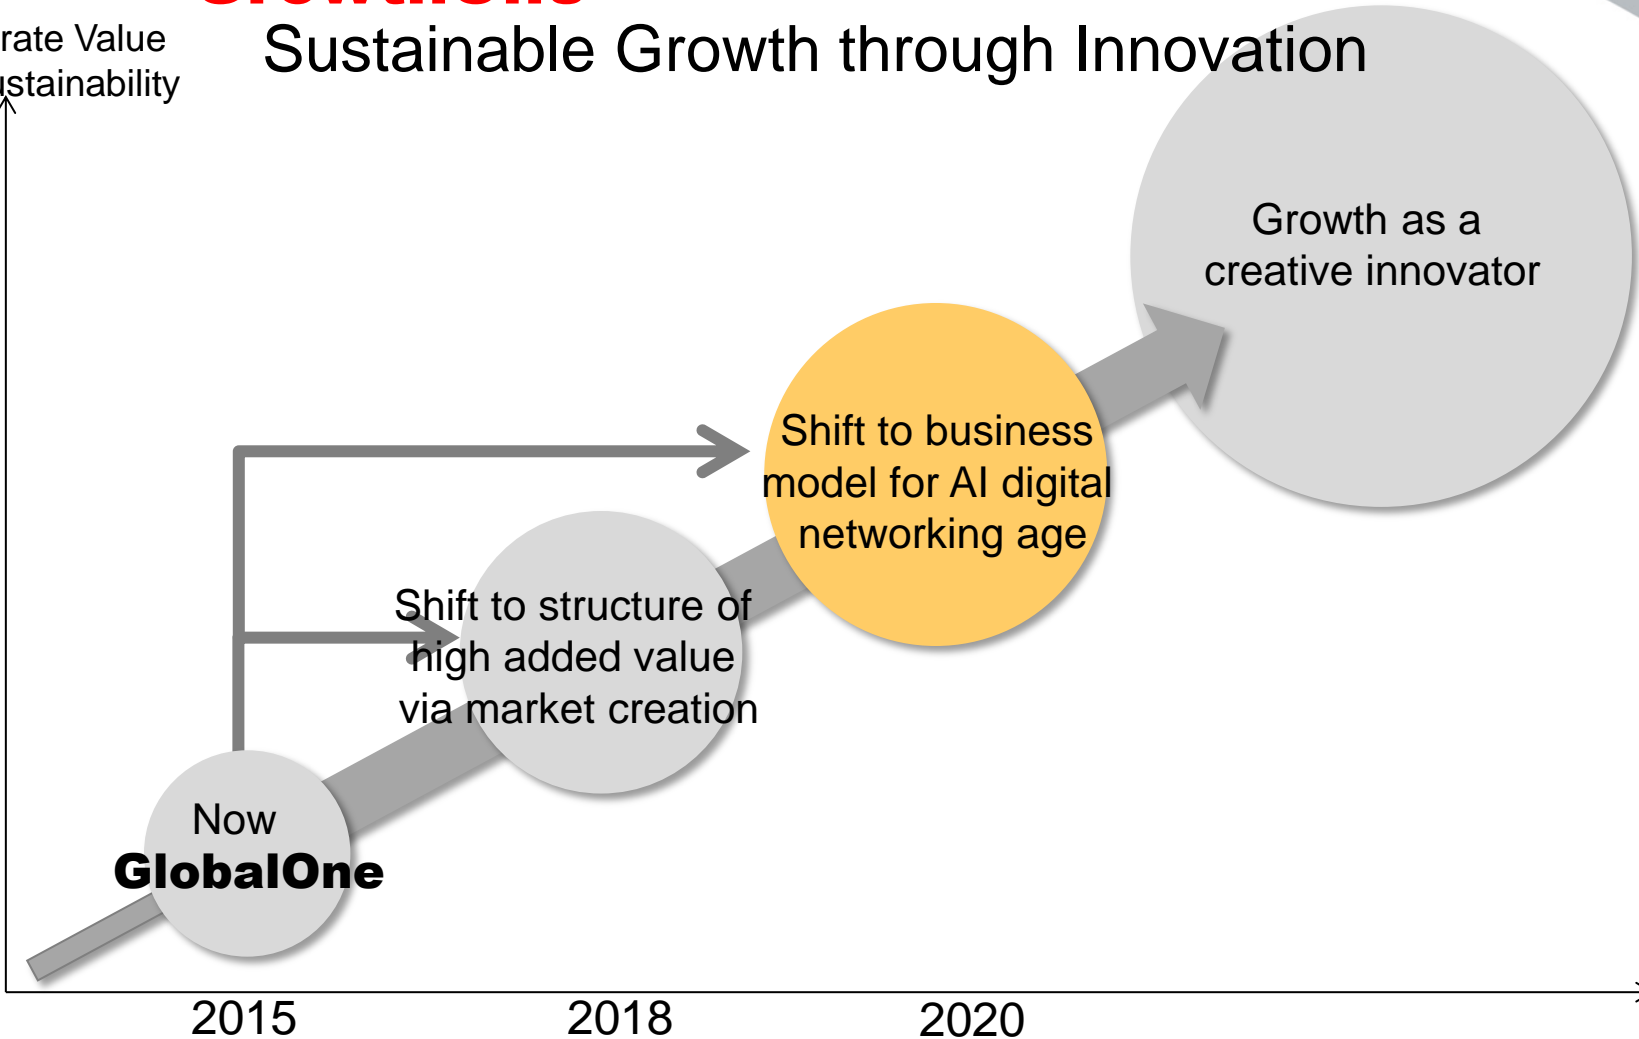 rate Value
stainability
Sustainable Growth through Innovation
Growth as a
creative innovator
Shift to business
model for AI digital
networking age
Shift to structure of
high added value
via market creation
Now
GlobalOne
2015
2018
2020